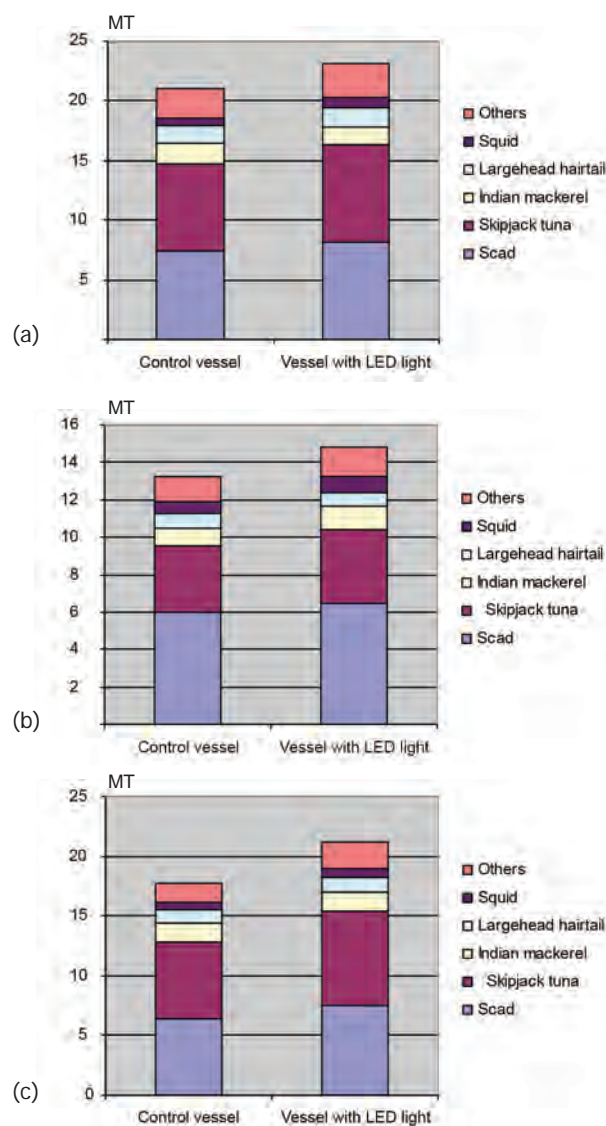 MT
25
20
15
10
5
Others
Squid
Largehead hairtail
Indian mackerel
Skipjack tuna
Scad
Control vessel
Vessel with LED light
(a)
MT
16
14
12
10
8
6
4
2
Others
Squid
Largehead hairtail
Indian mackerel
Skipjack tuna
Scad
Control vessel
Vessel with LED light
(b)
MT
25
20
15
10
5
0
Others
Squid
Largehead hairtail
Indian mackerel
Skipjack tuna
Scad
Control vessel
Vessel with LED light
(c)